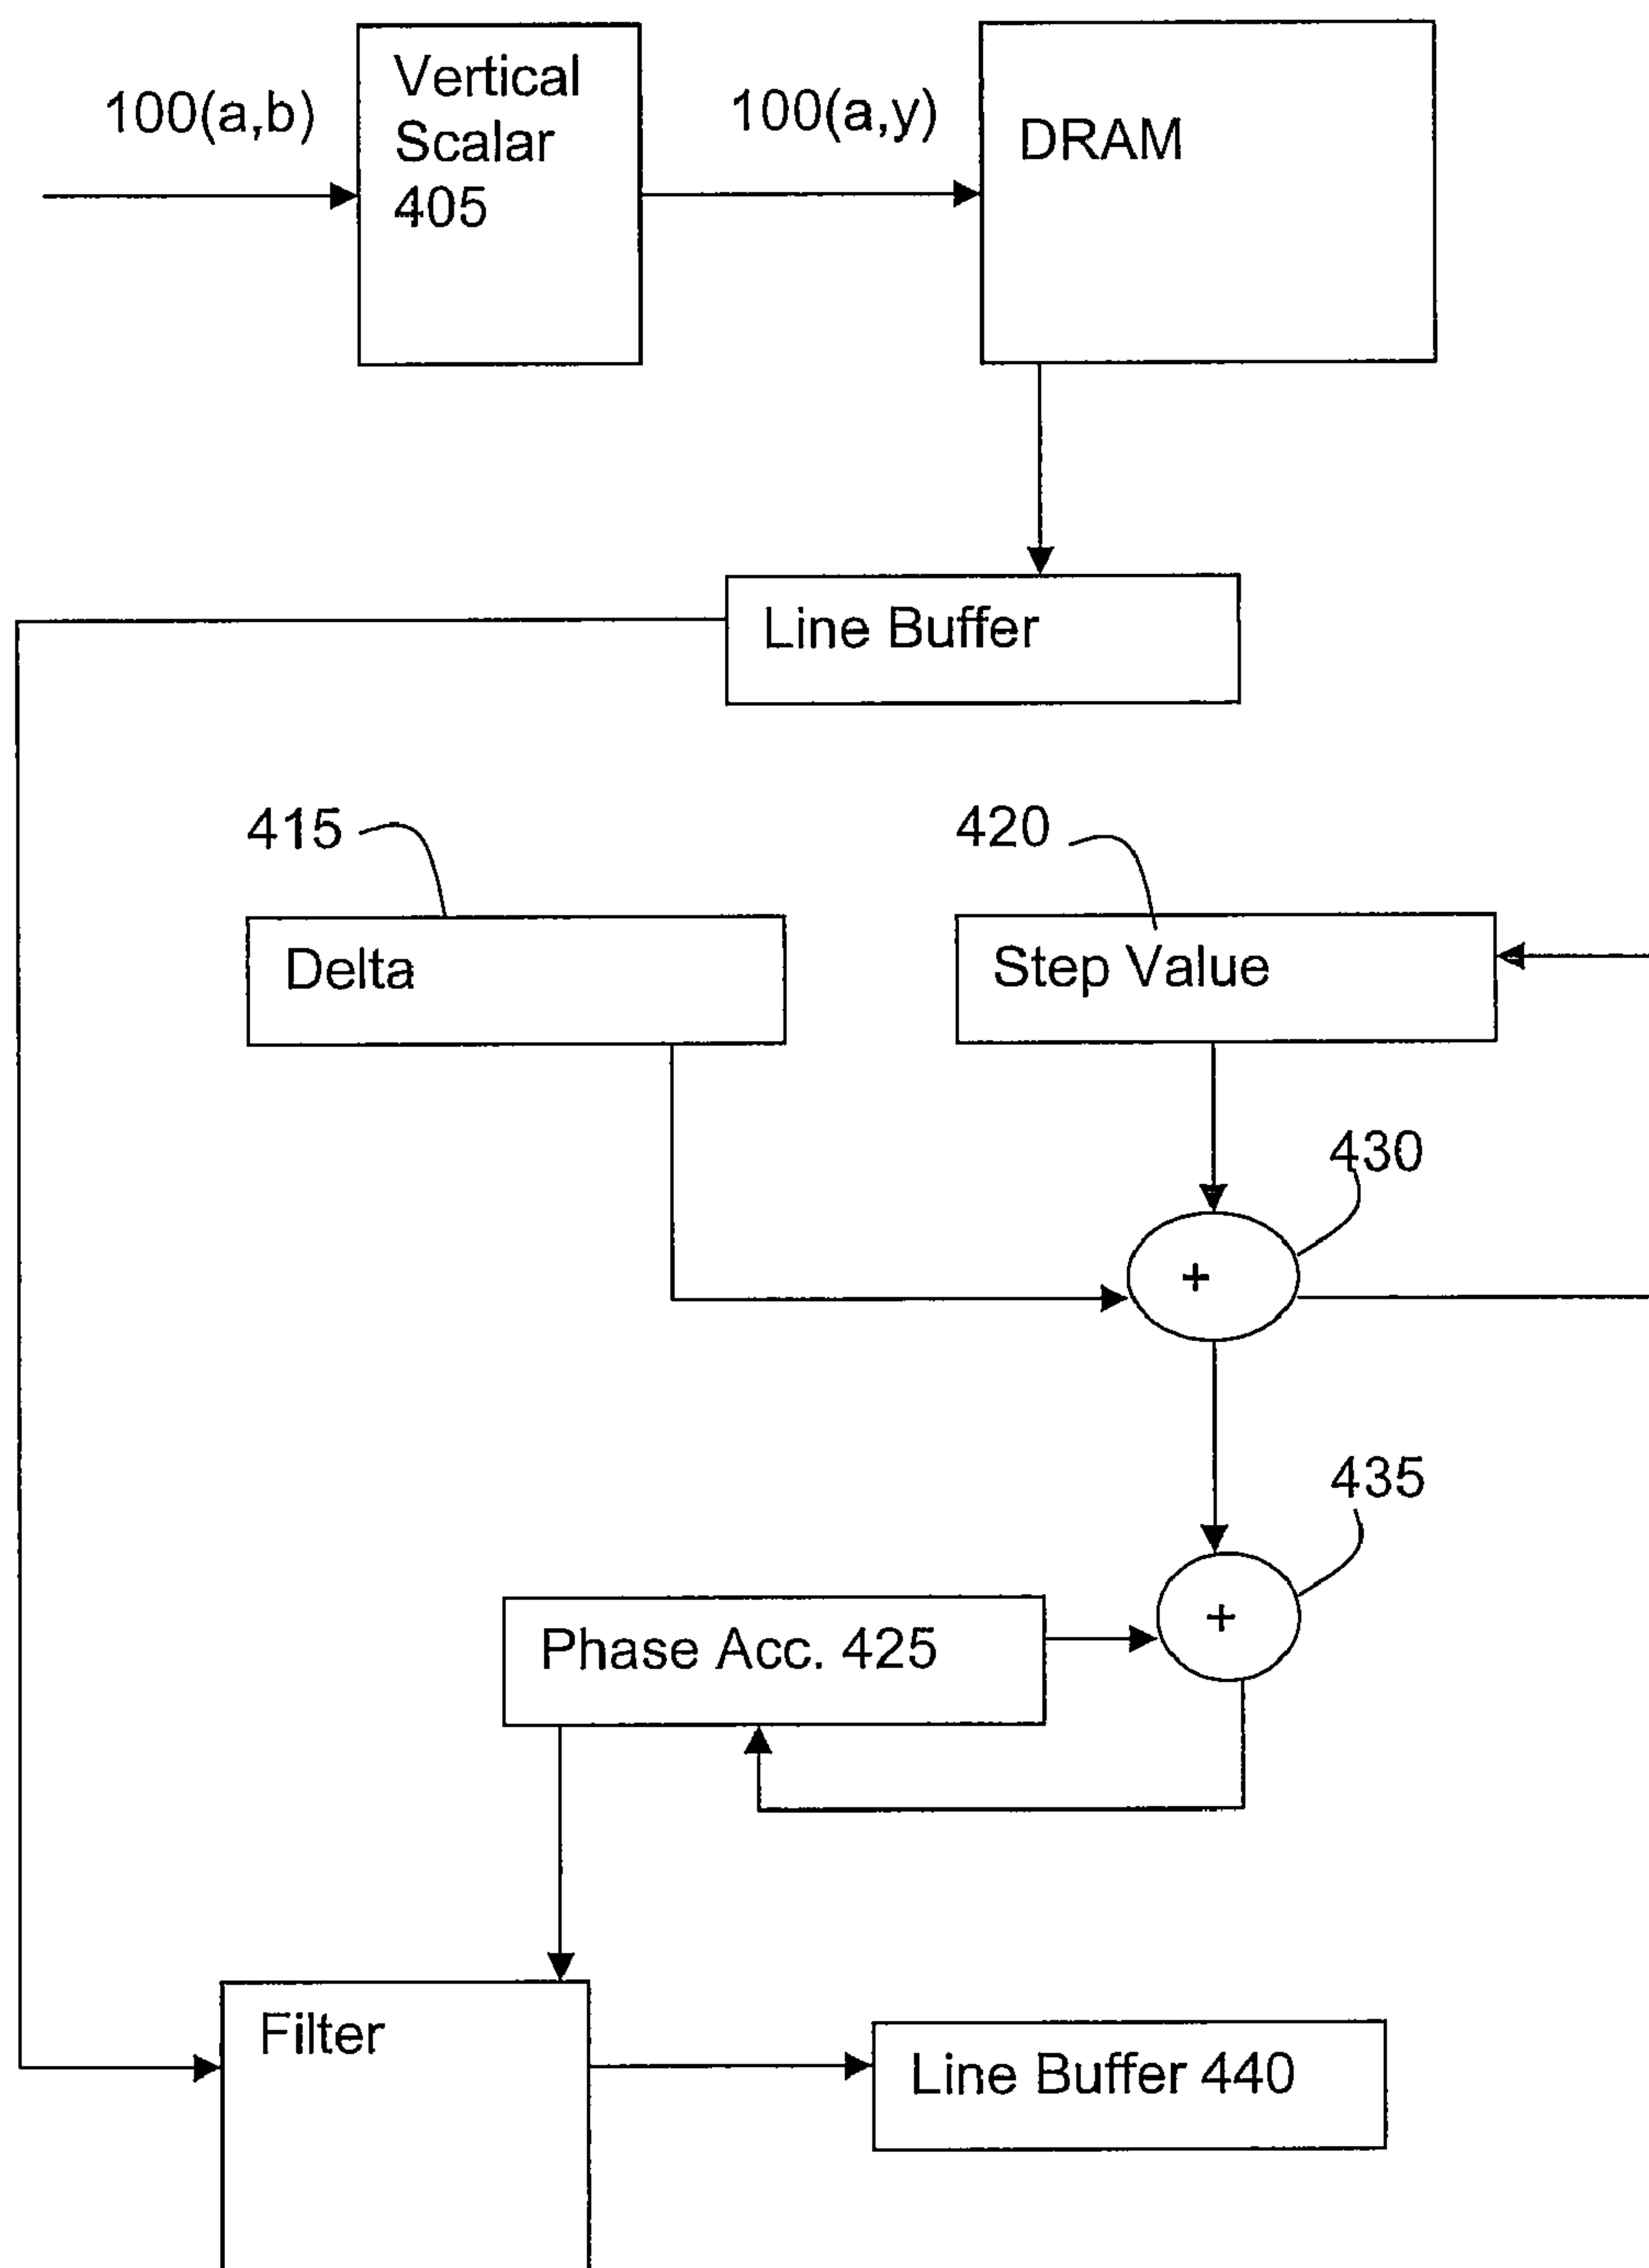 100(a,b)
Vertical
Scalar
405
100(a,y)
DRAM
Line Buffer
415
420
Delta
Step Value
430
+
435
+
Phase Acc. 425
Filter
Line Buffer 440